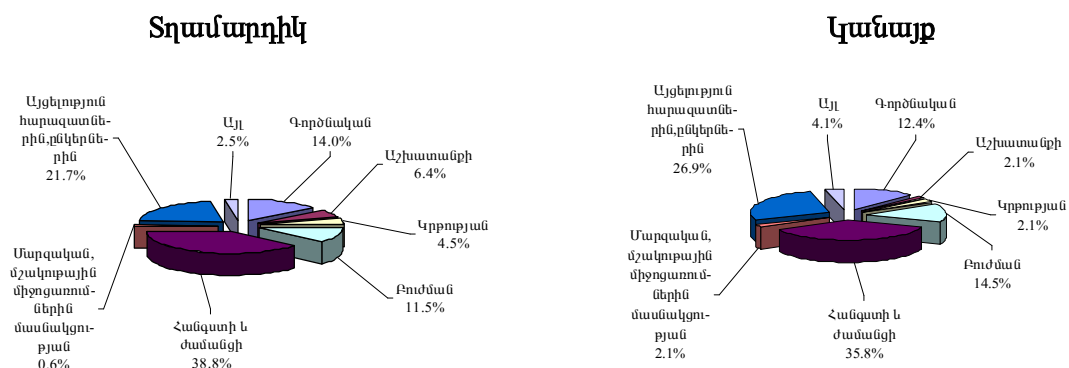 Տղամարդիկ
Այցելություն
հարազատնե-
րին,ընկերնե-
րին
21.7%
Այլ
2.5%
Գործնական
14.0%
Աշխատանքի
6.4%
Կրթության
4.5%
Բուժման
11.5%
Հանգստի և
ժամանցի
38.8%
Մարզական,
մշակութային
միջոցառում-
ներին
մասնակցու-
թյան
0.6%
Կանայք
Այցելություն
հարազատնե-
րին,ընկերնե-
րին
26.9%
Այլ
4.1%
Գործնական
12.4%
Աշխատանքի
2.1%
Կրթության
2.1%
Բուժման
14.5%
Հանգստի և
ժամանցի
35.8%
Մարզական,
մշակութային
միջոցառում-
ներին
մասնակցու-
թյան
2.1%